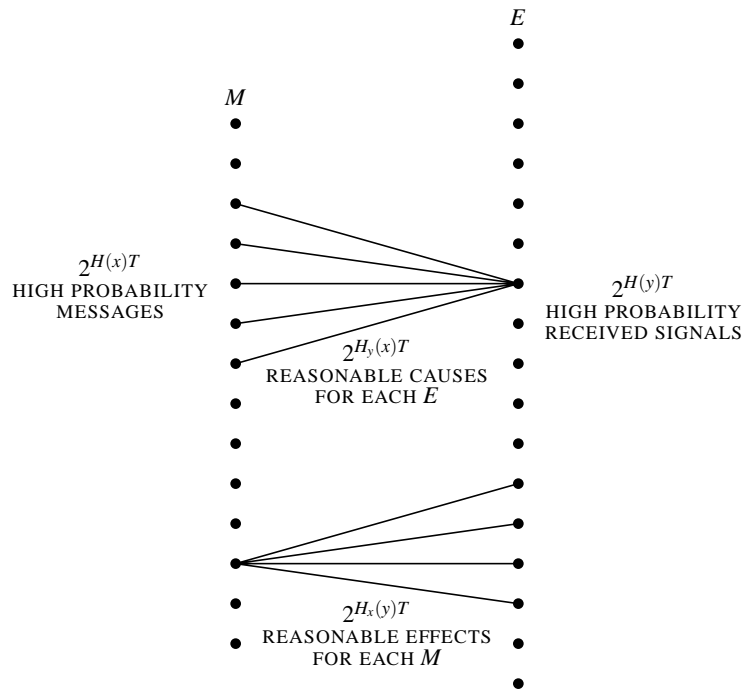 E
M
2^{H(x)T}
HIGH PROBABILITY
MESSAGES
2^{H(y)T}
HIGH PROBABILITY
RECEIVED SIGNALS
2^{H_y(x)T}
REASONABLE CAUSES
FOR EACH E
2^{H_x(y)T}
REASONABLE EFFECTS
FOR EACH M